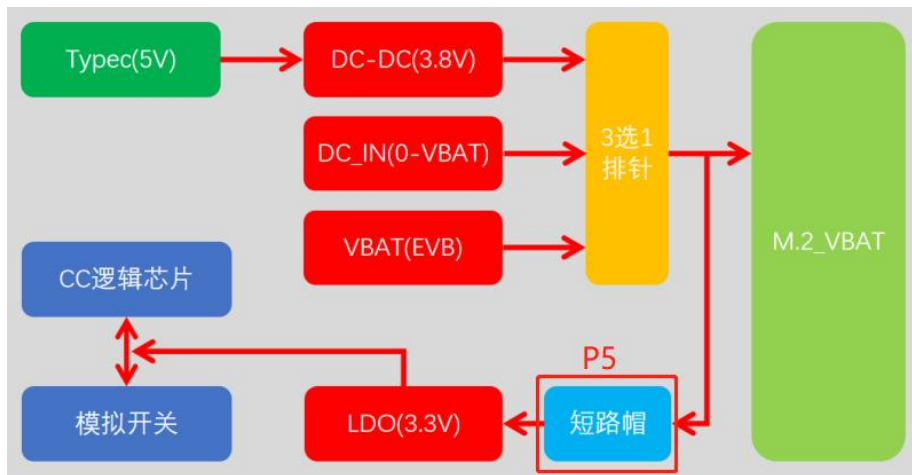 Typec(5V)
DC-DC(3.8V)
DC_IN(0-VBAT)
VBAT(EVB)
3选1
排针
M.2_VBAT
CC逻辑芯片
模拟开关
LDO(3.3V)
P5
短路帽